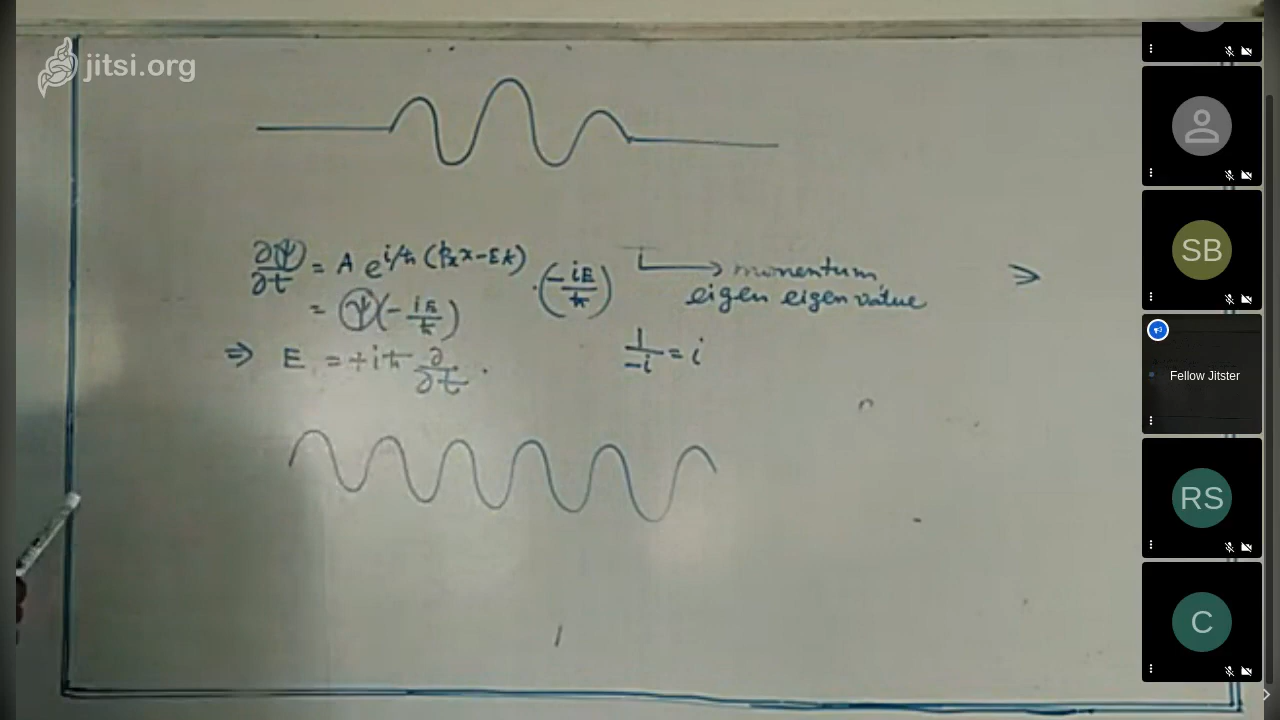 jitsi.org
∂ψ/∂t = A e^{i/ħ (pₓx-Et)} · (-iE/ħ)
= ψ(-iE/ħ)
⇒ E = +iħ ∂/∂t .
→ momentum,
eigen eigen value
1/-i = i
⇒
SB
Fellow Jitster
RS
C